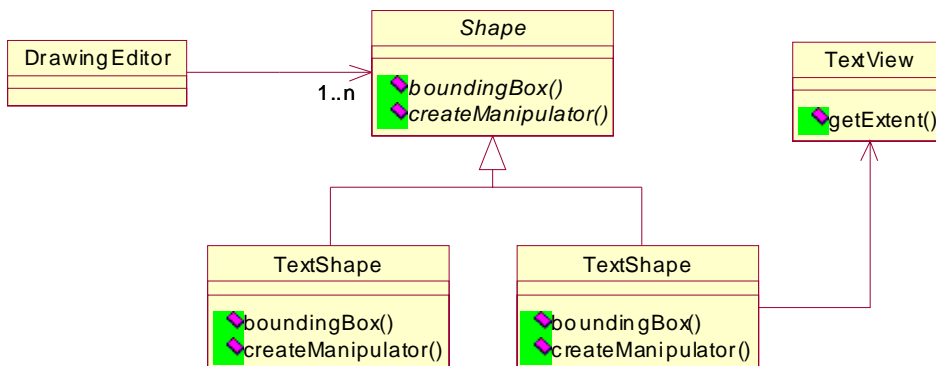 DrawingEditor
1..n
Shape
boundingBox()
createManipulator()
TextView
getExtent()
TextShape
boundingBox()
createManipulator()
TextShape
boundingBox()
createManipulator()